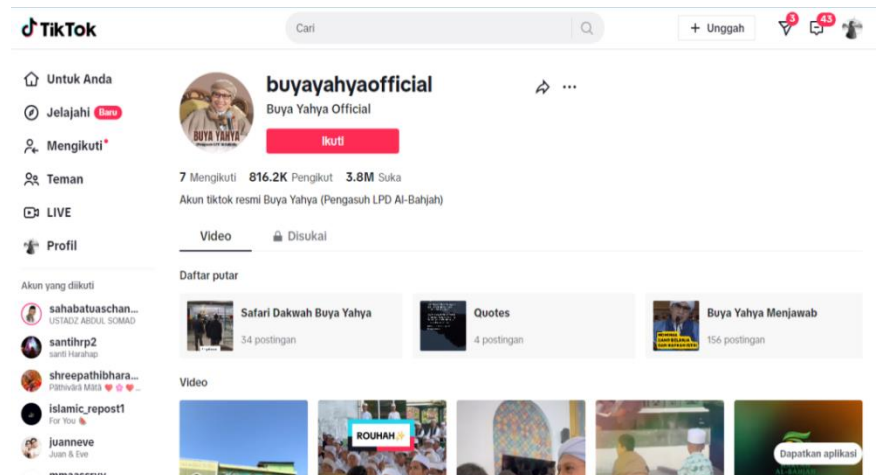 TikTok
Cari
+ Unggah
3
43
Untuk Anda
Jelajahi Baru
Mengikuti
Teman
LIVE
Profil
Akun yang diikuti
sahabatuaschan...
USTADZ ABDUL SOMAD
santihrp2
santi Harahap
shreepathibhara...
Pāthivārā Mātā ❤️ 🌸 ❤️ ...
islamic_repost1
For You
juanneve
Juan & Eve
buyayahyaofficial
Buya Yahya Official
BUYA YAHYA
Ikuti
7 Mengikuti 816.2K Pengikut 3.8M Suka
Akun tiktok resmi Buya Yahya (Pengasuh LPD Al-Bahjah)
Video Disukai
Daftar putar
Safari Dakwah Buya Yahya
34 postingan
Quotes
4 postingan
Buya Yahya Menjawab
156 postingan
Video
ROUHAH
Dapatkan aplikasi